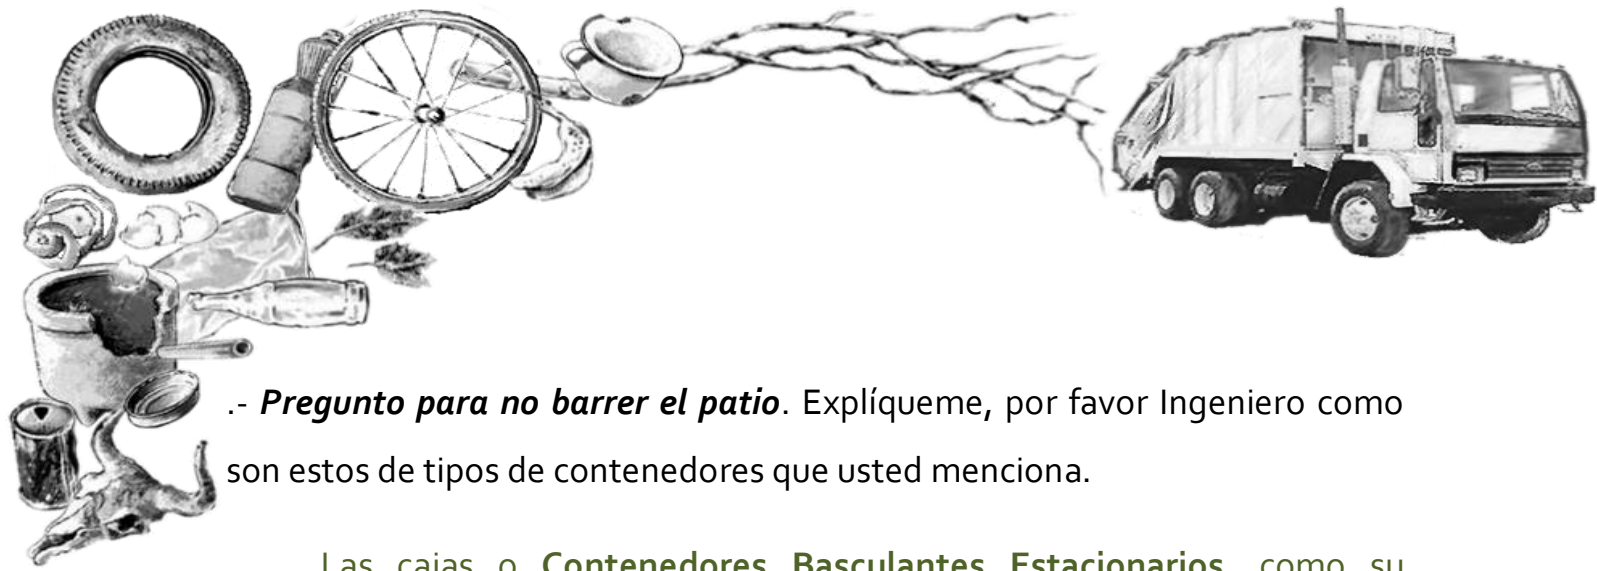 .- Pregunto para no barrer el patio. Explíqueme, por favor Ingeniero como
son estos de tipos de contenedores que usted menciona.
Las cajas o Contenedores Basculantes Estacionarios, como su